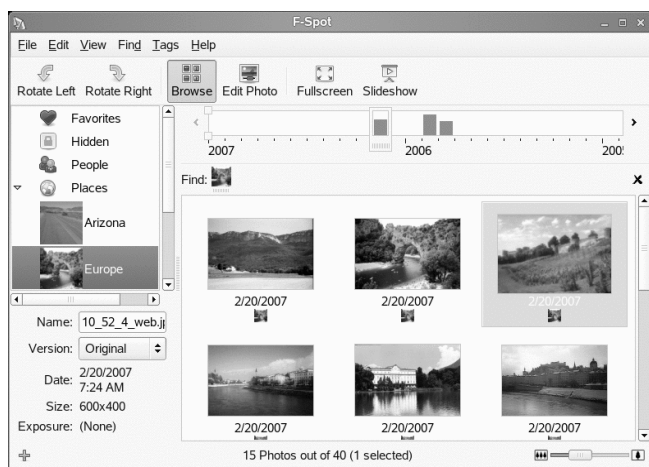 F-Spot
File Edit View Find Tags Help
Rotate Left Rotate Right Browse Edit Photo Fullscreen Slideshow
Favorites
Hidden
People
Places
Arizona
Europe
2007 2006 200
Find:
2/20/2007 2/20/2007 2/20/2007
2/20/2007 2/20/2007 2/20/2007
Name: 10_52_4_web.j
Version: Original
Date: 2/20/2007
7:24 AM
Size: 600x400
Exposure: (None)
15 Photos out of 40 (1 selected)